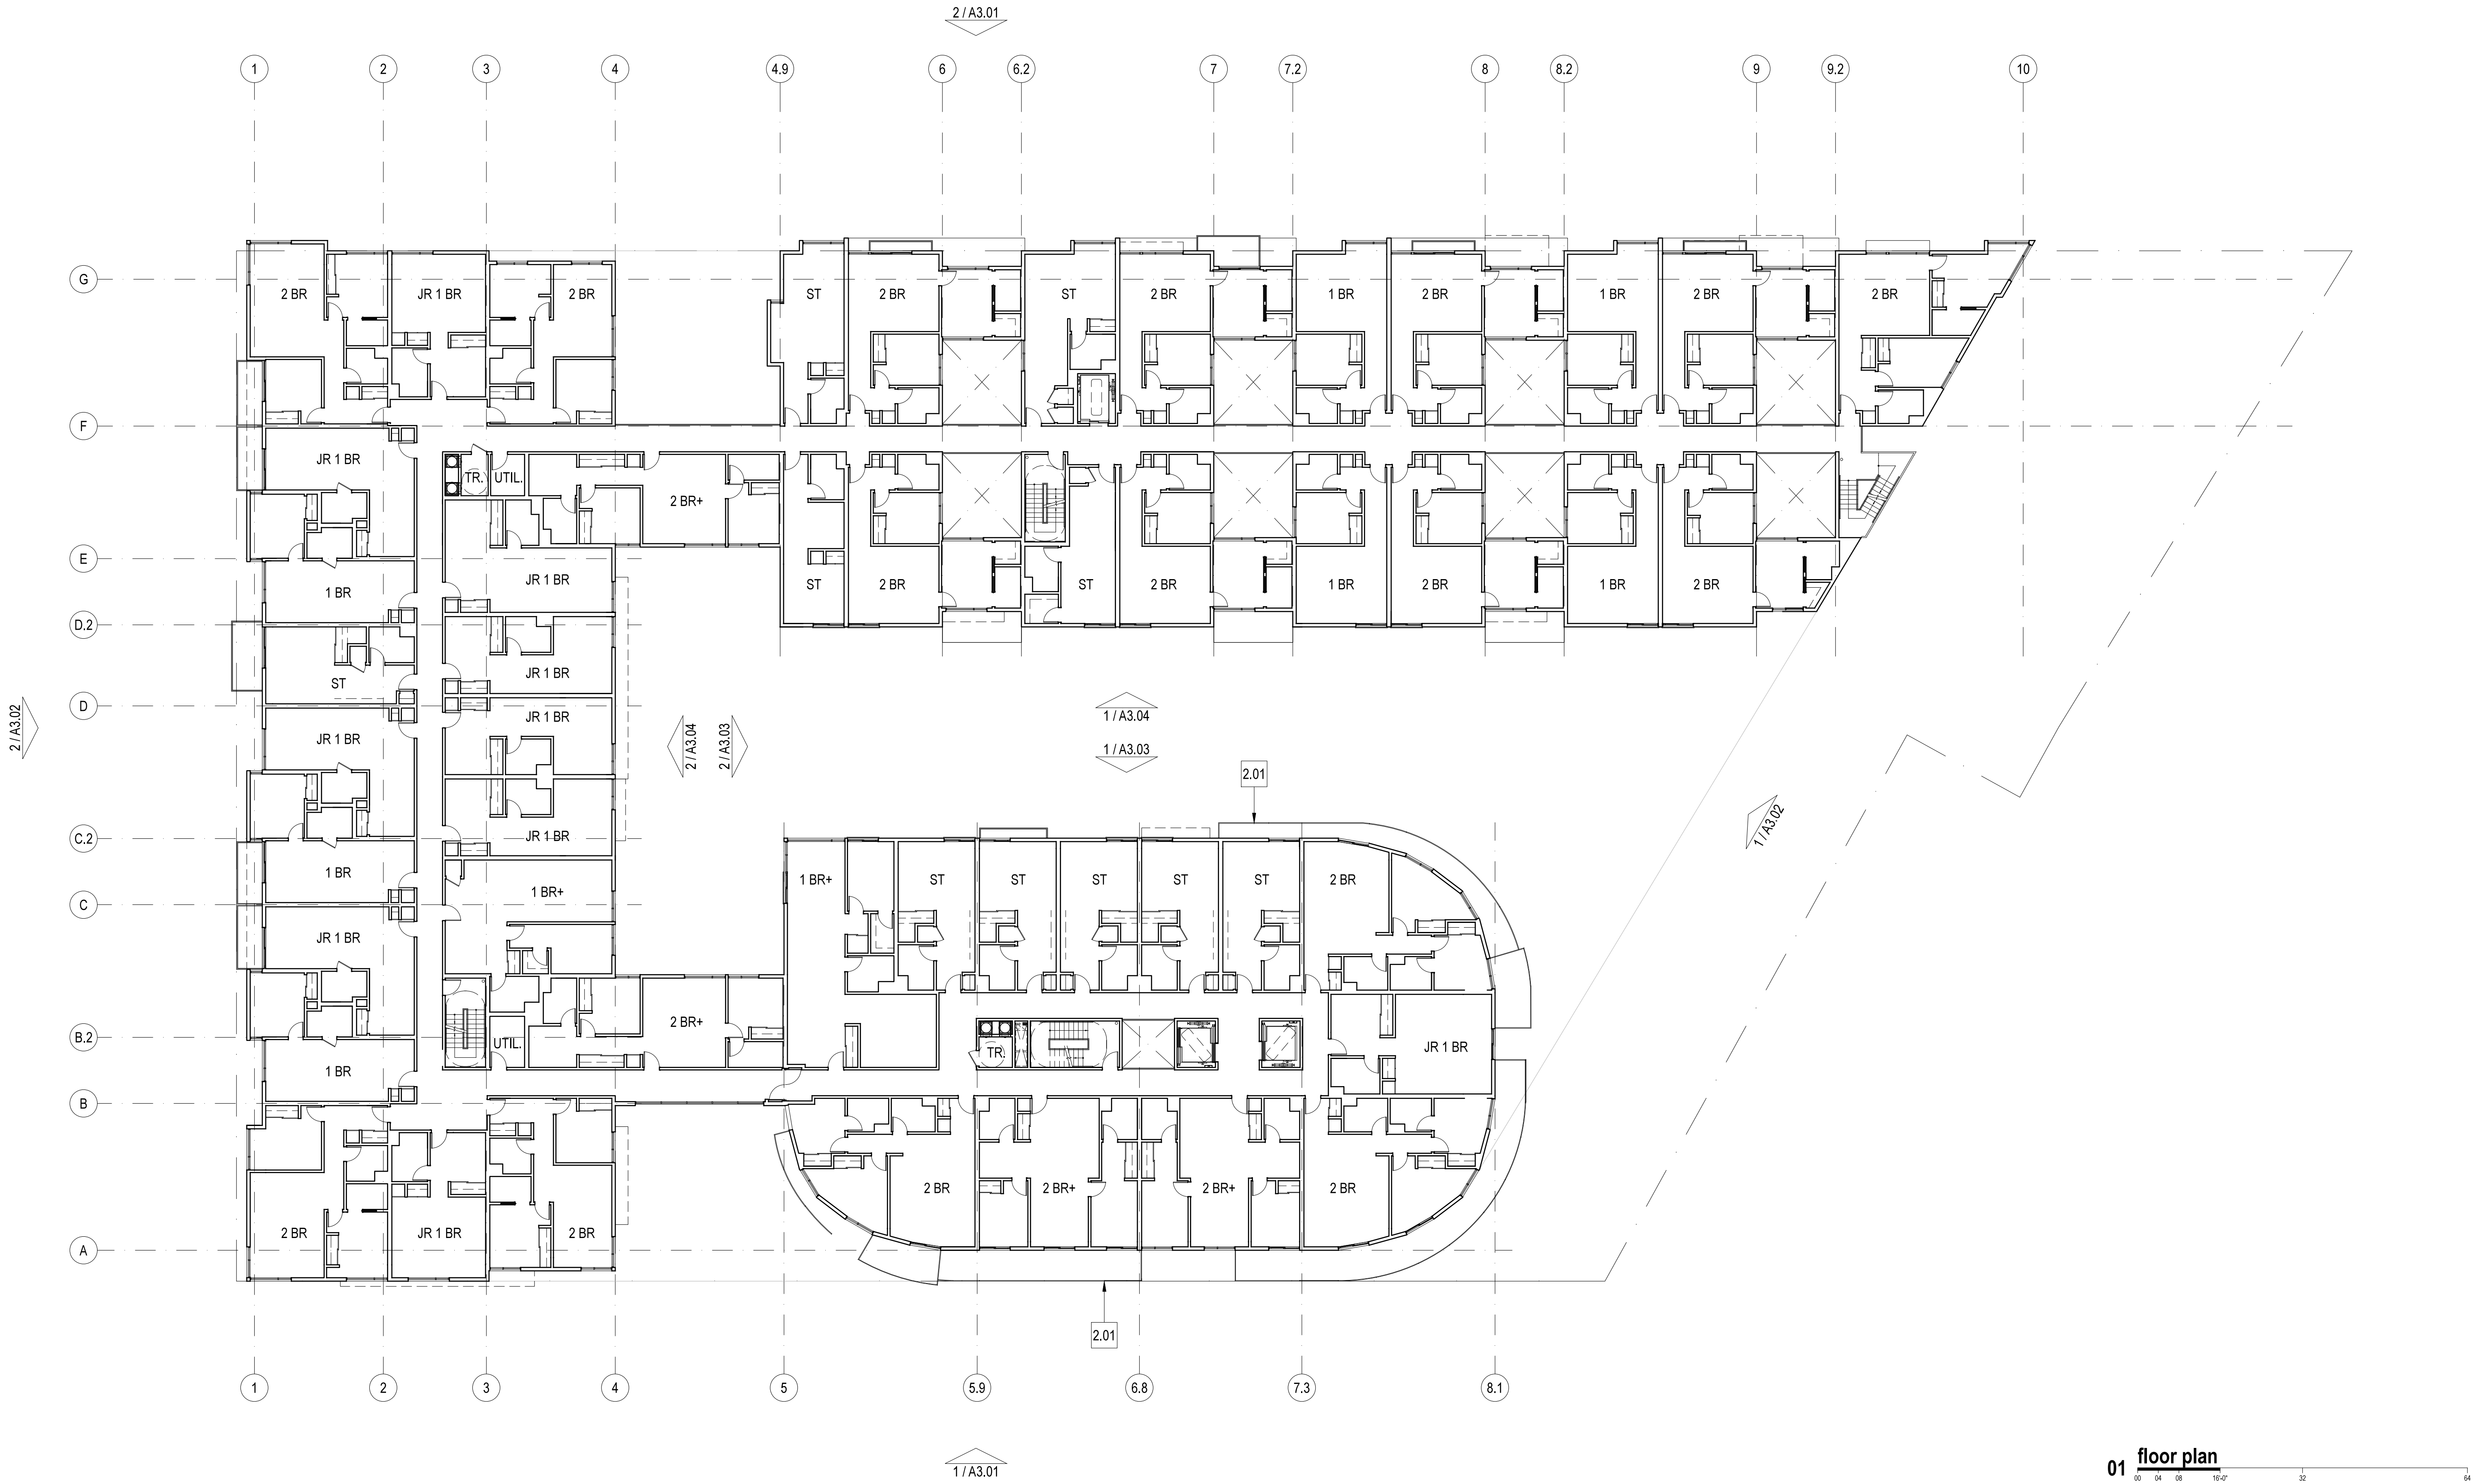 2 / A3.01
1 2 3 4 4.9 6 6.2 7 7.2 8 8.2 9 9.2 10
G
2 BR JR 1 BR 2 BR ST 2 BR ST 2 BR 1 BR 2 BR 1 BR 2 BR 2 BR
F
JR 1 BR
TR. UTIL.
2 BR+
E
JR 1 BR
ST 2 BR ST 2 BR 1 BR 2 BR 1 BR 2 BR
1 BR
D.2
JR 1 BR
ST
D
JR 1 BR
2 / A3.02
2 / A3.04
2 / A3.03
1 / A3.04
JR 1 BR
1 / A3.03
2.01
1 / A3.02
C.2
JR 1 BR
1 BR
1 BR+
1 BR+ ST ST ST ST ST 2 BR
C
JR 1 BR
2 BR+
B.2
UTIL.
TR.
JR 1 BR
1 BR
B
2 BR 2 BR+ 2 BR+ 2 BR
2 BR JR 1 BR 2 BR
A
2.01
1 2 3 4 5 5.9 6.8 7.3 8.1
1 / A3.01
01 floor plan
00 04 08 16'-0" 32 64